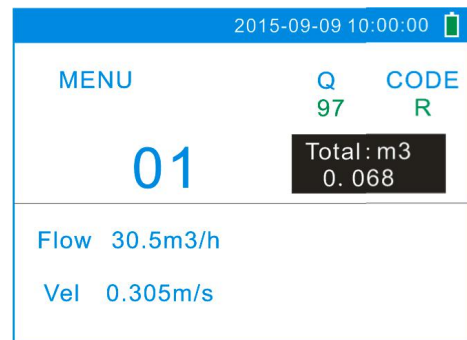 2015-09-09 10:00:00
MENU Q CODE
97 R
01
Total: m3
0. 068
Flow 30.5m3/h
Vel 0.305m/s